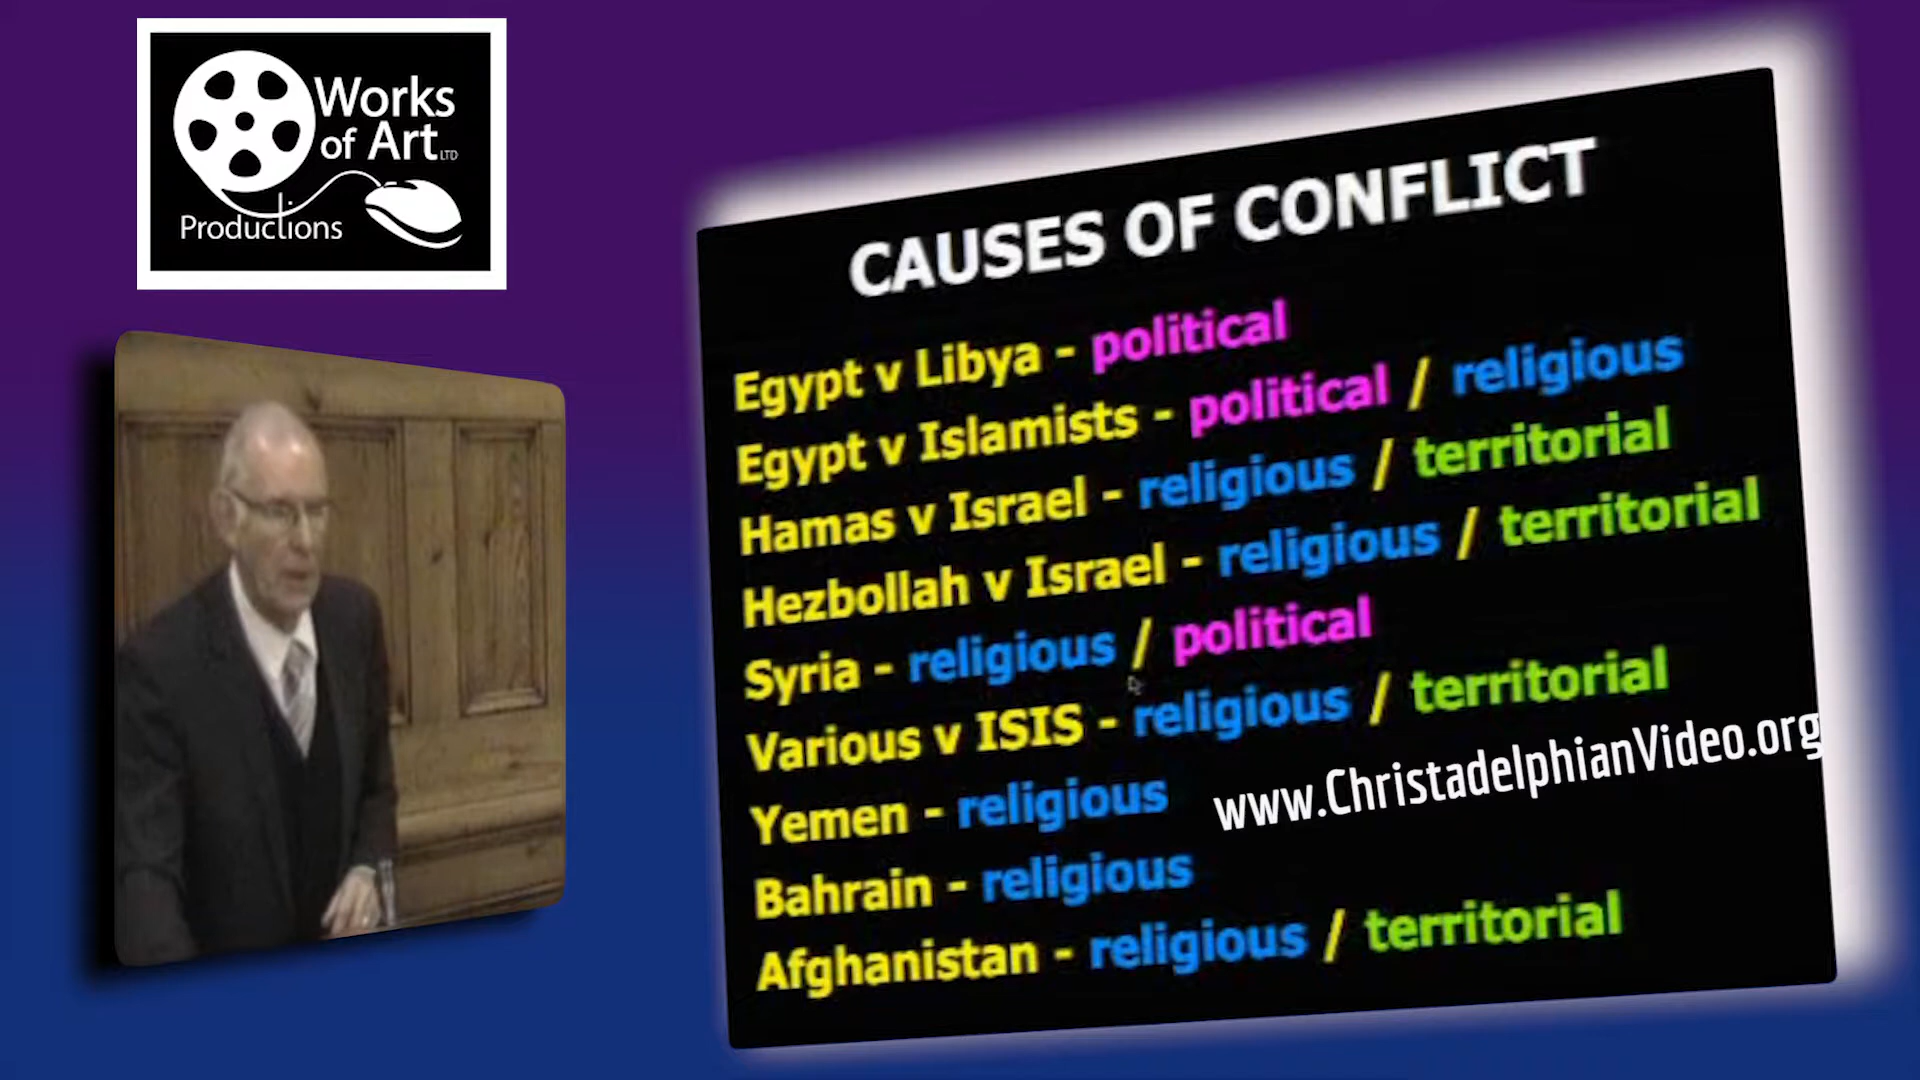 Works
of Art LTD
Productions
CAUSES OF CONFLICT
Egypt v Libya - political
Egypt v Islamists - political / religious
Hamas v Israel - religious / territorial
Hezbollah v Israel - religious / territorial
Syria - religious / political
Various v ISIS - religious / territorial
www.ChristadelphianVideo.org
Yemen - religious
Bahrain - religious
Afghanistan - religious / territorial